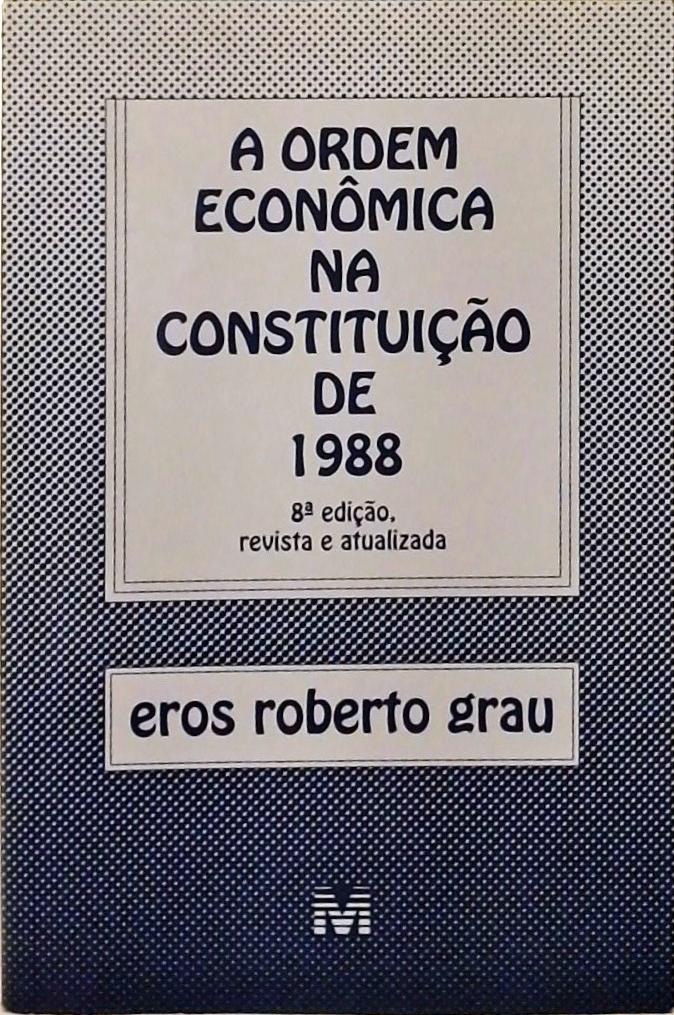 A ORDEM
ECONÔMICA
NA
CONSTITUIÇÃO
DE
1988
8ª edição,
revista e atualizada
eros roberto grau
M